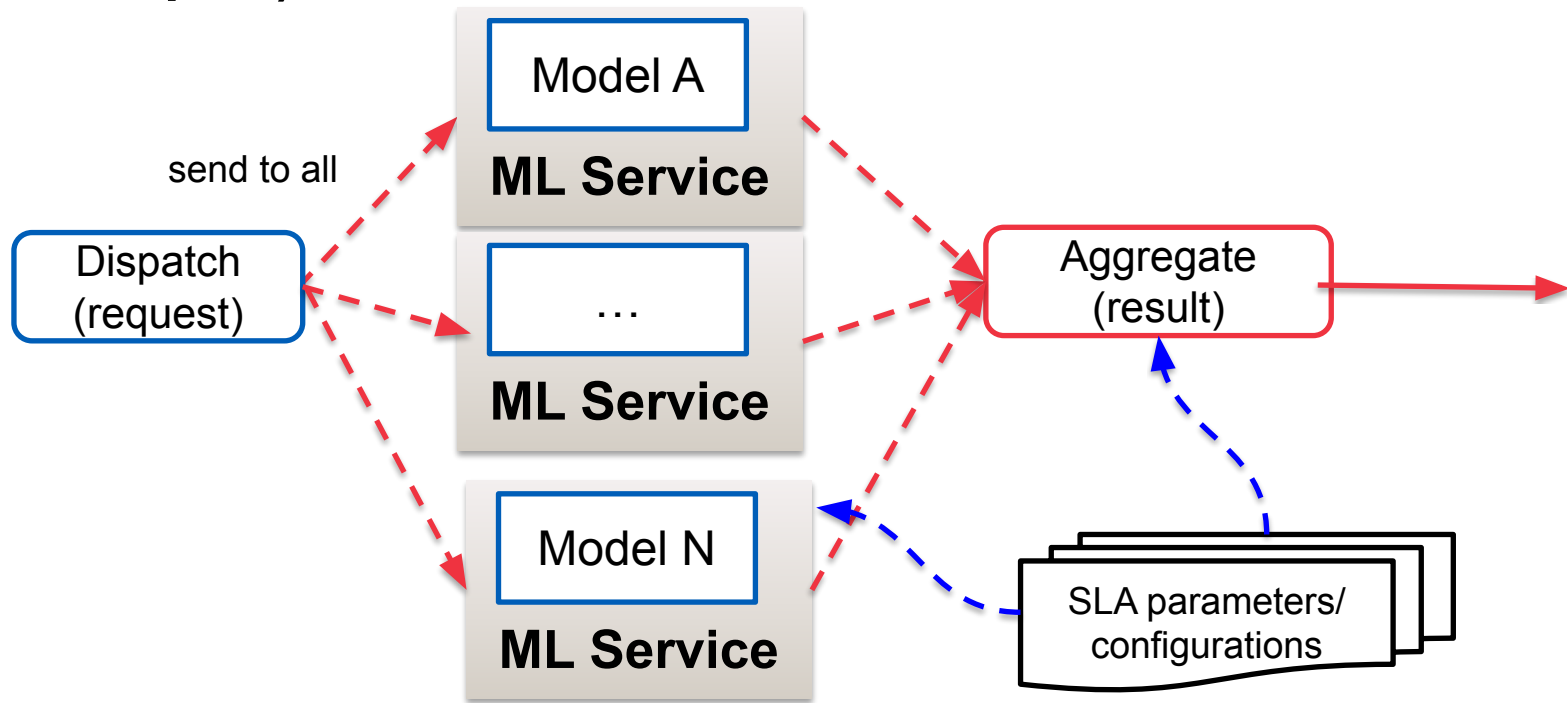 send to all
Dispatch
(request)
Model A
ML Service
...
ML Service
Model N
ML Service
Aggregate
(result)
SLA parameters/
configurations